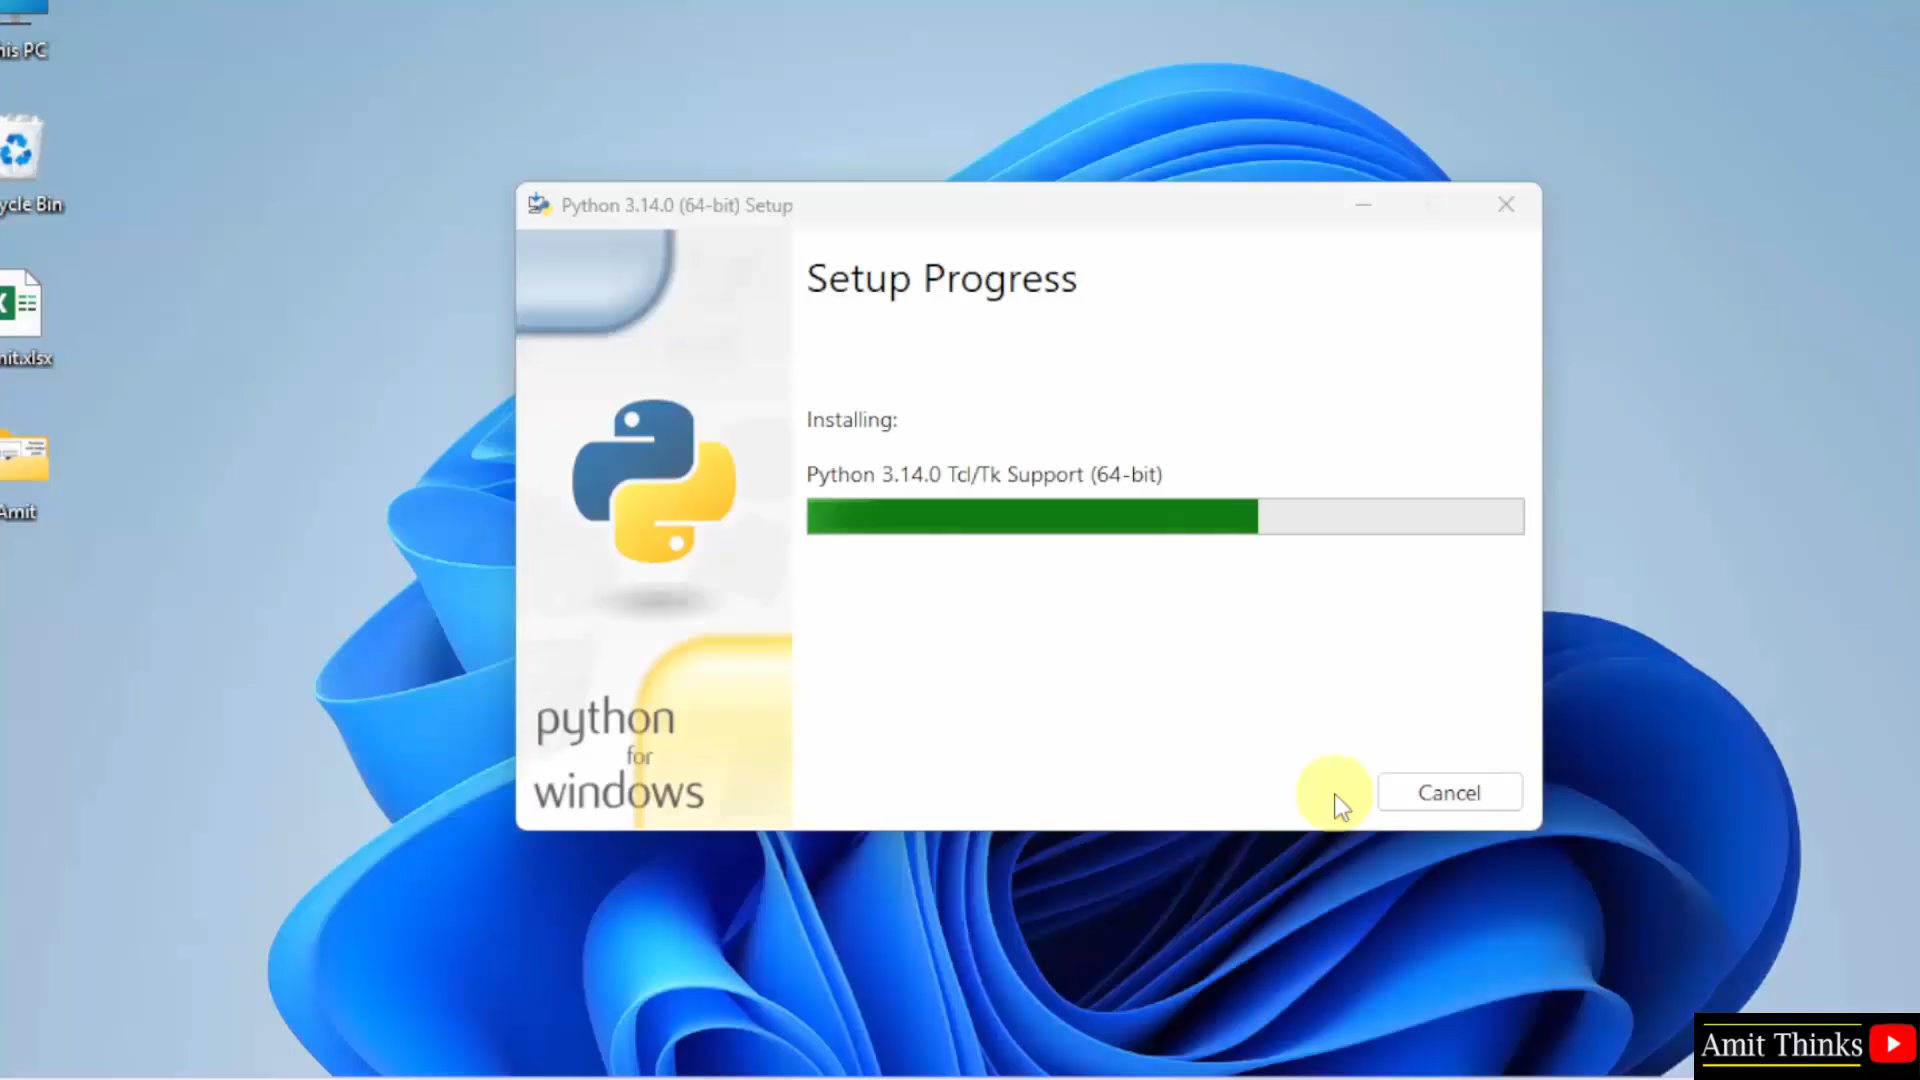 his PC
ycle Bin
nit.xlsx
Amit
Python 3.14.0 (64-bit) Setup
Setup Progress
Installing:
Python 3.14.0 Tcl/Tk Support (64-bit)
python
for
windows
Cancel
Amit Thinks